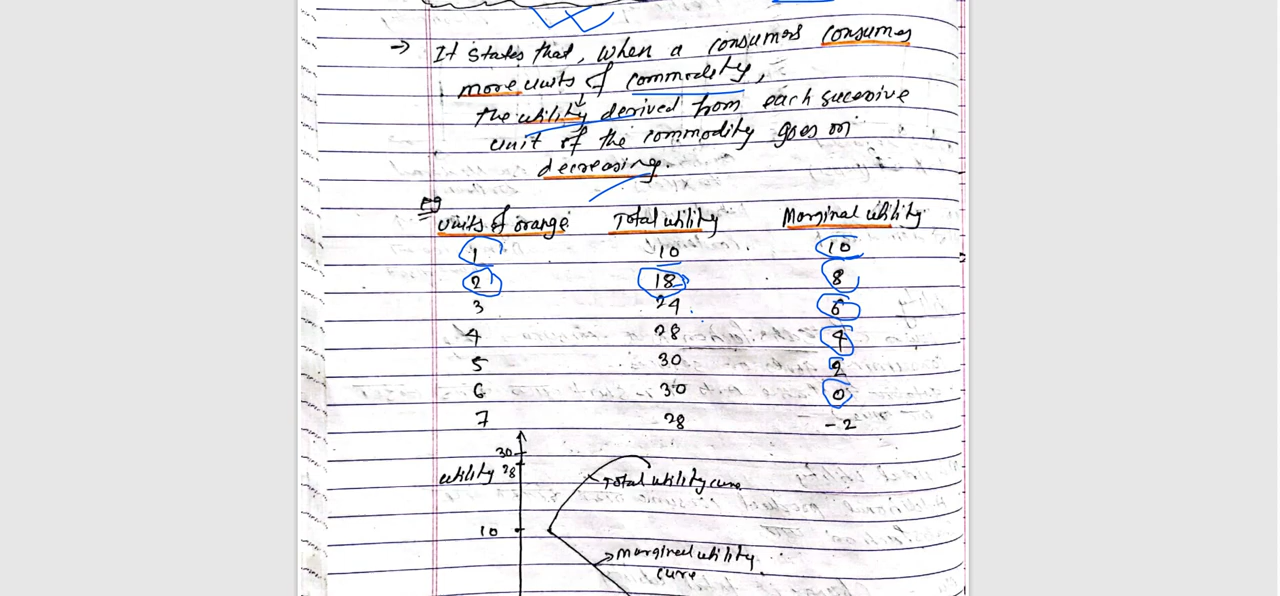 → It states that, when a consumers consumes
more units of commodity,
the utility derived from each sucessive
unit of the commodity goes on
decreasing.
Eg
Units of orange Total utility Marginal utility
1 10 10
2 18 8
3 24 6
4 28 4
5 30 2
6 30 0
7 28 -2
30
utility 28
Total utility curve
10
marginal utility
curve